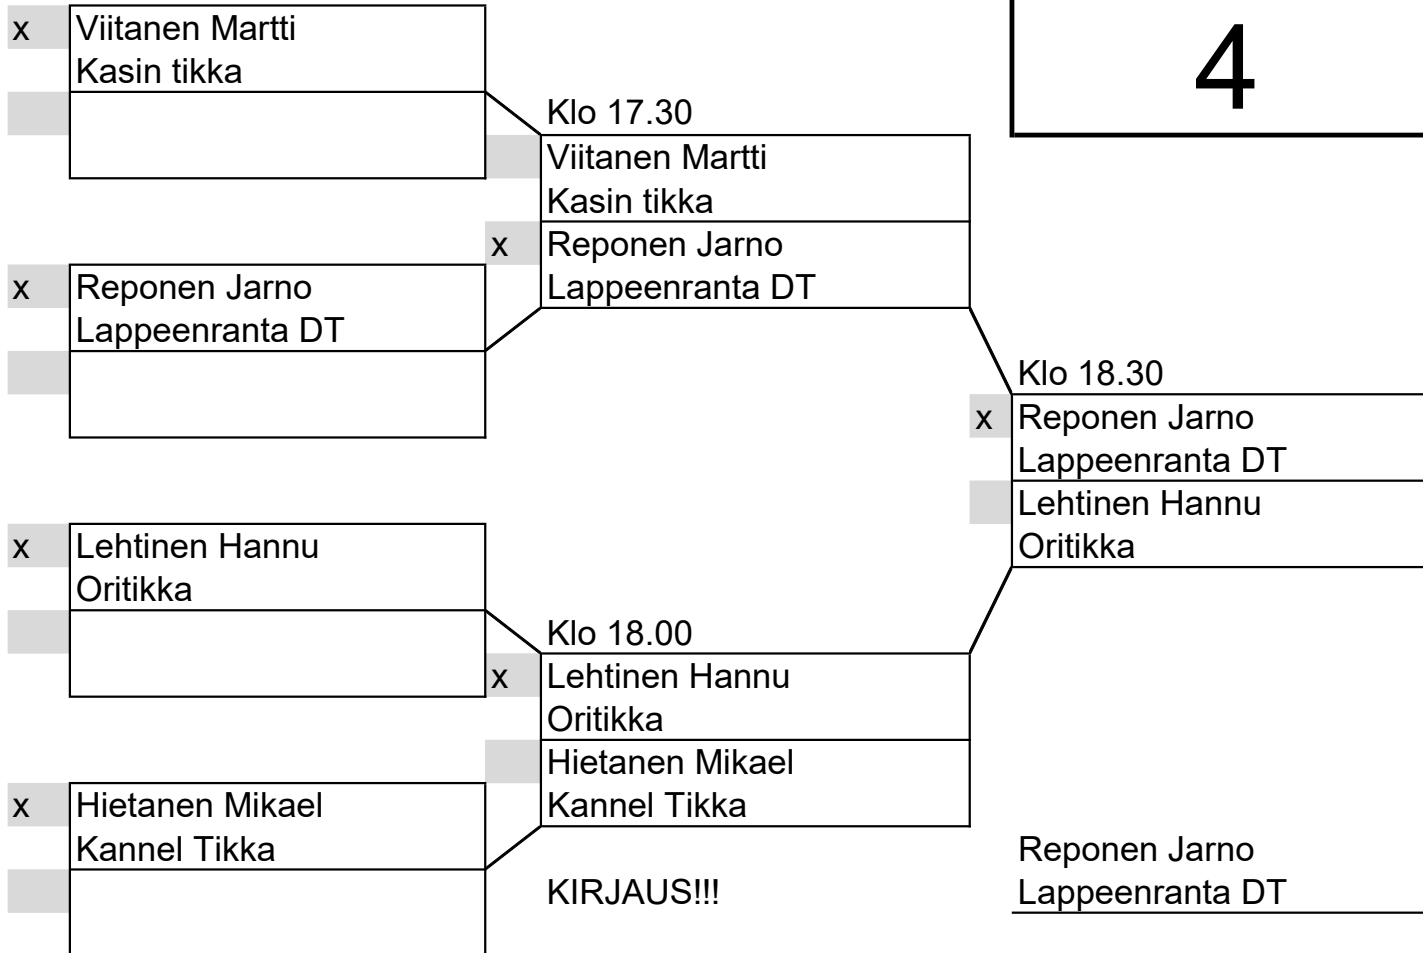 x Viitanen Martti
Kasin tikka
4
Klo 17.30
Viitanen Martti
Kasin tikka
x Reponen Jarno
Lappeenranta DT
x Reponen Jarno
Lappeenranta DT
Klo 18.30
x Reponen Jarno
Lappeenranta DT
Lehtinen Hannu
Oritikka
x Lehtinen Hannu
Oritikka
Klo 18.00
x Lehtinen Hannu
Oritikka
Hietanen Mikael
Kannel Tikka
x Hietanen Mikael
Kannel Tikka
Reponen Jarno
Lappeenranta DT
KIRJAUS!!!